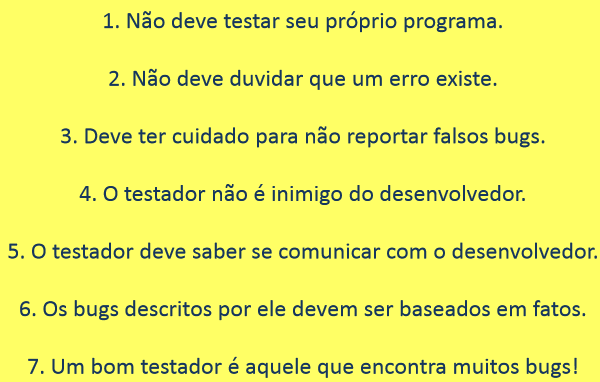 1. Não deve testar seu próprio programa.
2. Não deve duvidar que um erro existe.
3. Deve ter cuidado para não reportar falsos bugs.
4. O testador não é inimigo do desenvolvedor.
5. O testador deve saber se comunicar com o desenvolvedor.
6. Os bugs descritos por ele devem ser baseados em fatos.
7. Um bom testador é aquele que encontra muitos bugs!